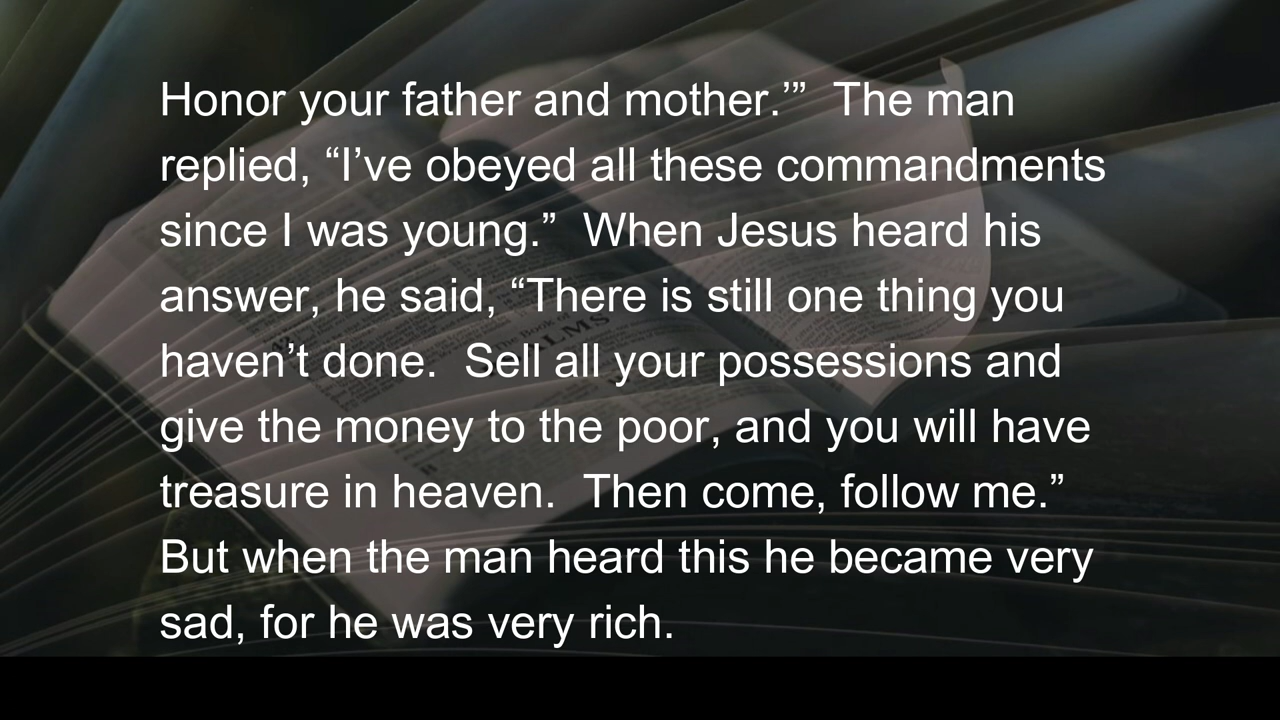 Honor your father and mother.’”  The man
replied, “I’ve obeyed all these commandments
since I was young.”  When Jesus heard his
answer, he said, “There is still one thing you
haven’t done.  Sell all your possessions and
give the money to the poor, and you will have
treasure in heaven.  Then come, follow me.”
But when the man heard this he became very
sad, for he was very rich.